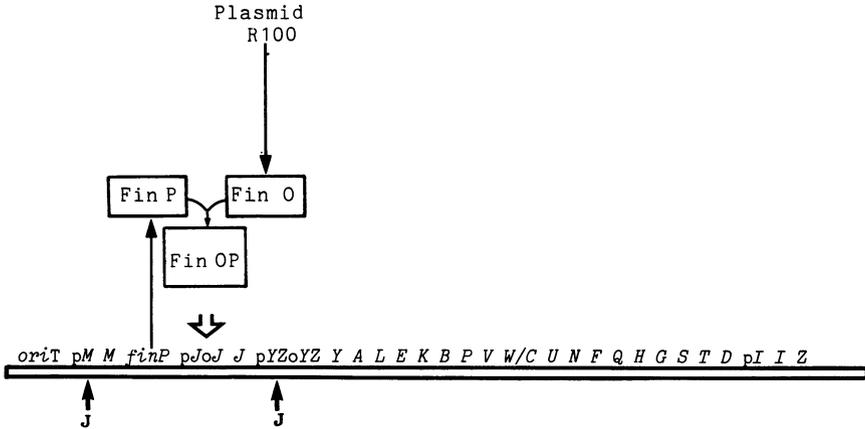 Plasmid
R100
Fin P
Fin O
Fin OP
oriT pM M finP pJoJ J pYZoYZ Y A L E K B P V W/C U N F Q H G S T D pI I Z
J
J